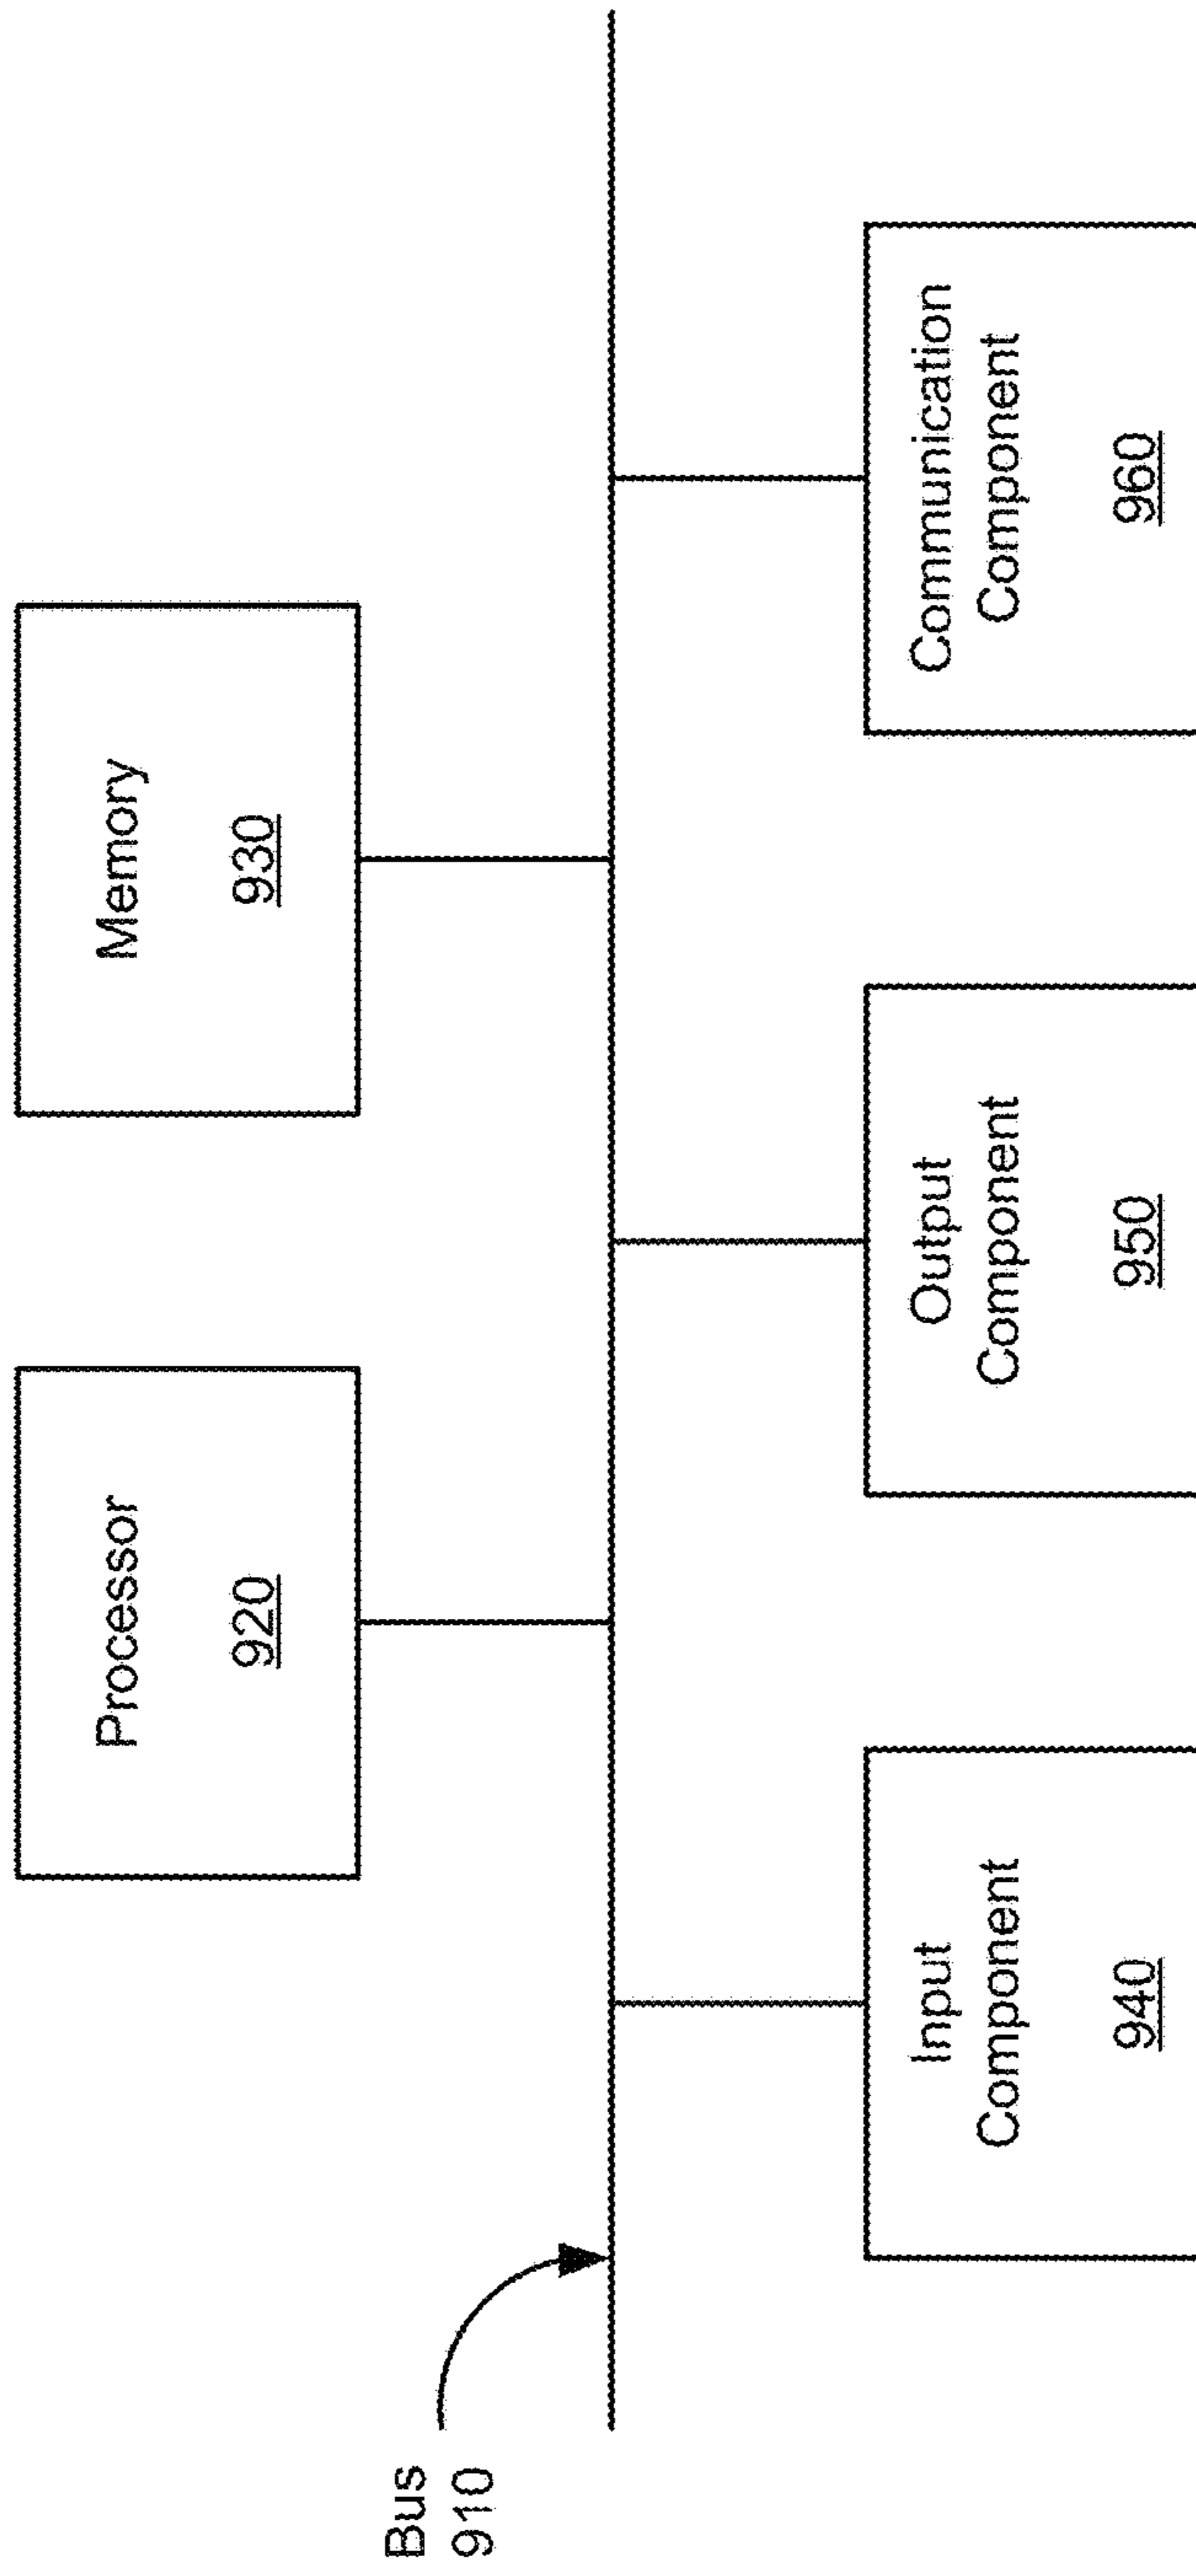 Processor
920
Memory
930
Bus
910
Input
Component
940
Output
Component
950
Communication
Component
960